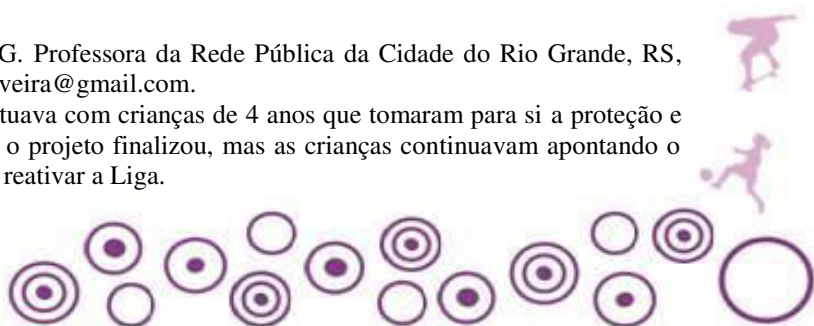 G. Professora da Rede Pública da Cidade do Rio Grande, RS,
veira@gmail.com.
tuava com crianças de 4 anos que tomaram para si a proteção e
o projeto finalizou, mas as crianças continuavam apontando o
reativar a Liga.